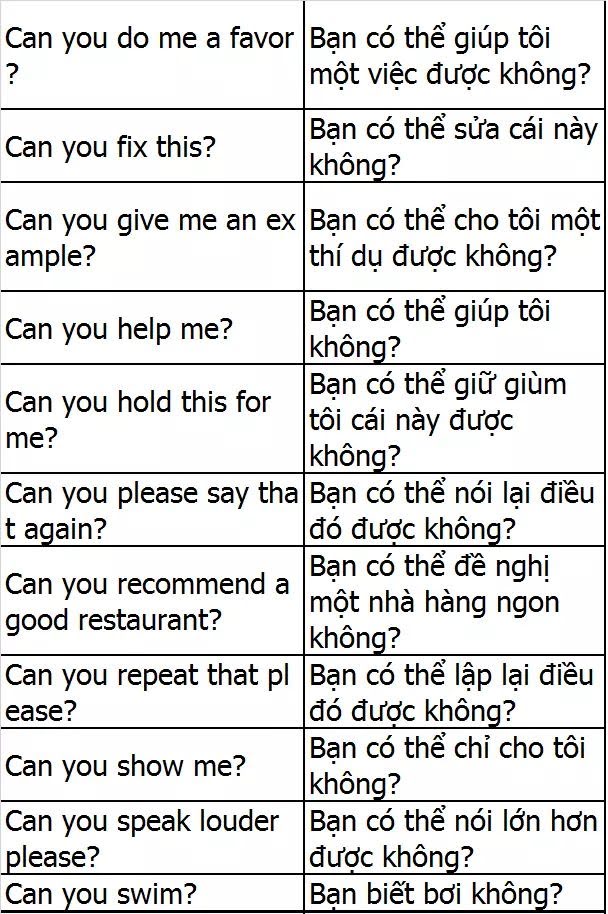 Can you do me a favor
?
Bạn có thể giúp tôi
một việc được không?
Can you fix this?
Bạn có thể sửa cái này
không?
Can you give me an ex
ample?
Bạn có thể cho tôi một
thí dụ được không?
Can you help me?
Bạn có thể giúp tôi
không?
Can you hold this for
me?
Bạn có thể giữ giùm
tôi cái này được
không?
Can you please say tha
t again?
Bạn có thể nói lại điều
đó được không?
Can you recommend a
good restaurant?
Bạn có thể đề nghị
một nhà hàng ngon
không?
Can you repeat that pl
ease?
Bạn có thể lập lại điều
đó được không?
Can you show me?
Bạn có thể chỉ cho tôi
không?
Can you speak louder
please?
Bạn có thể nói lớn hơn
được không?
Can you swim?
Bạn biết bơi không?